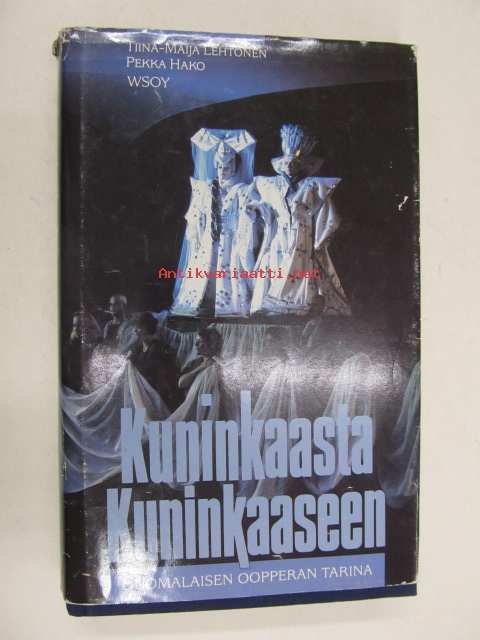 TIINA-MAIJA LEHTONEN
PEKKA HAKO
WSOY
Antikvariaatti.net
Kuninkaasta
Kuninkaaseen
SUOMALAISEN OOPPERAN TARINA